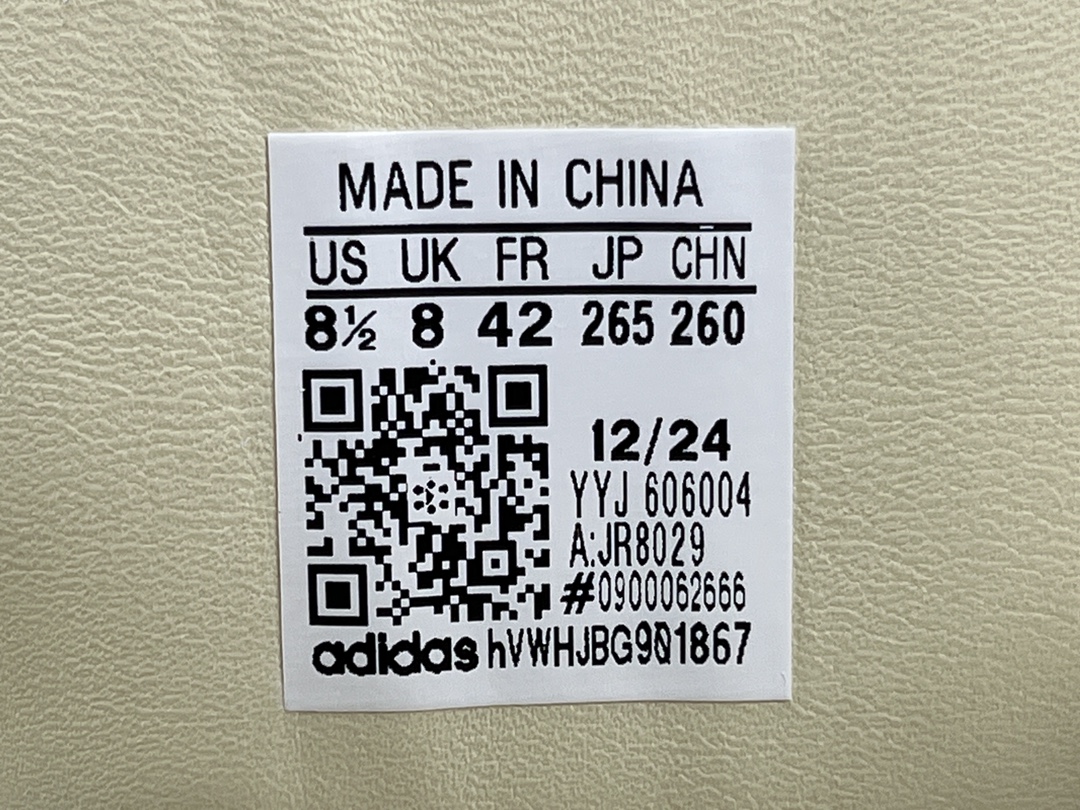 MADE IN CHINA
US UK FR JP CHN
8½ 8 42 265 260
12/24
YYJ 606004
A:JR8029
#0900062666
adidas hVWHJBG901867